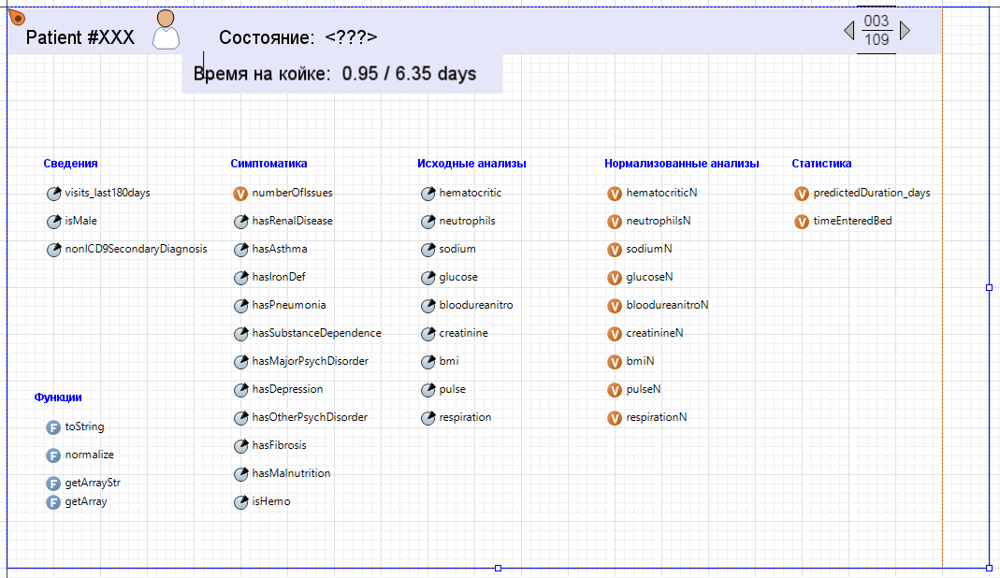 Patient #XXX
Состояние: <???>
003
109
Время на койке: 0.95 / 6.35 days
Сведения
visits_last180days
isMale
nonICD9SecondaryDiagnosis
Функции
F toString
F normalize
F getArrayStr
F getArray
Симптоматика
V numberOfIssues
hasRenalDisease
hasAsthma
hasIronDef
hasPneumonia
hasSubstanceDependence
hasMajorPsychDisorder
hasDepression
hasOtherPsychDisorder
hasFibrosis
hasMalnutrition
isHemo
Исходные анализы
hematocritic
neutrophils
sodium
glucose
bloodureanitro
creatinine
bmi
pulse
respiration
Нормализованные анализы
V hematocriticN
V neutrophilsN
V sodiumN
V glucoseN
V bloodureanitroN
V creatinineN
V bmiN
V pulseN
V respirationN
Статистика
V predictedDuration_days
V timeEnteredBed